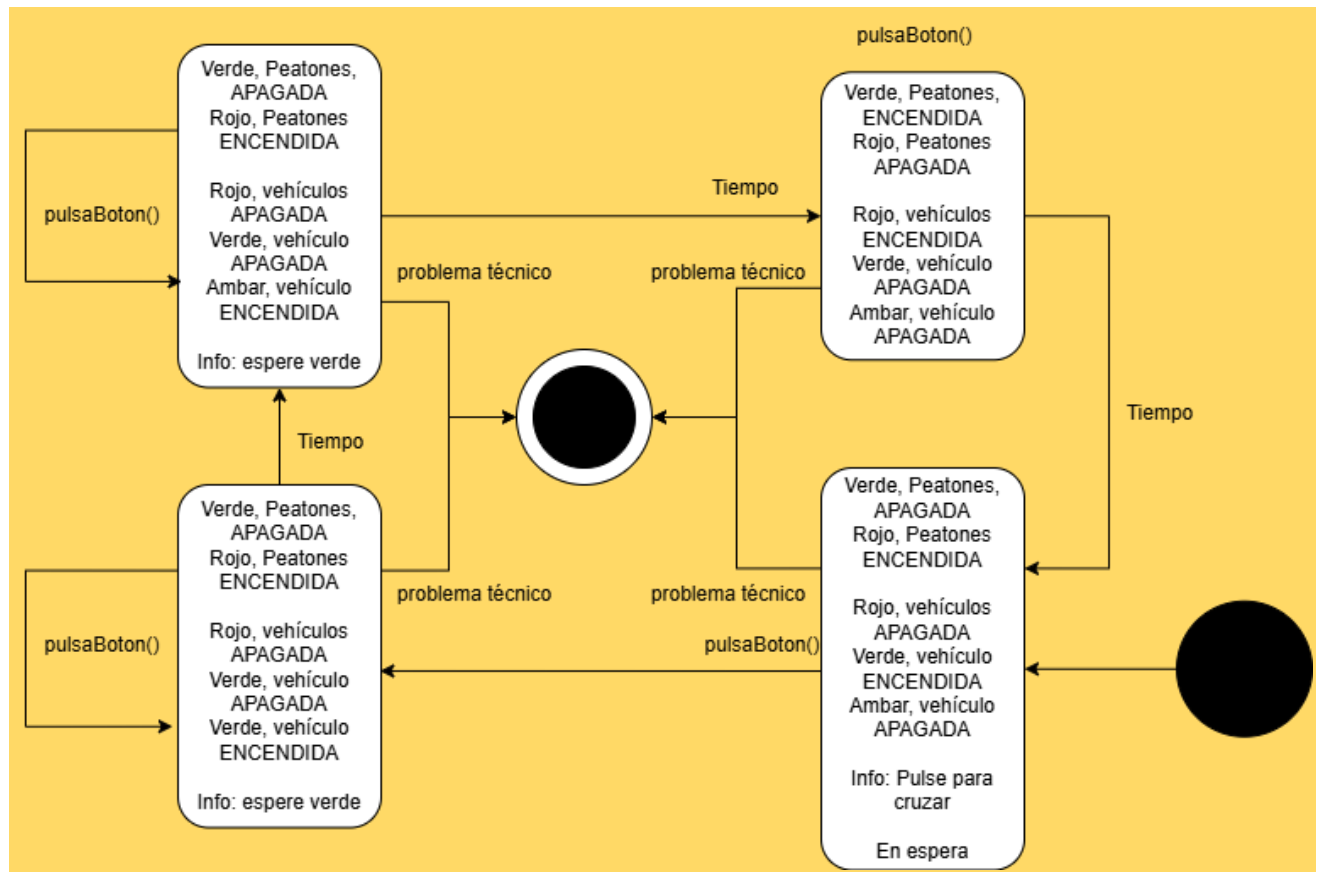 pulsaBoton()
Verde, Peatones,
APAGADA
Rojo, Peatones
ENCENDIDA
Rojo, vehículos
APAGADA
Verde, vehículo
APAGADA
Ambar, vehículo
ENCENDIDA
Info: espere verde
pulsaBoton()
Tiempo
problema técnico
problema técnico
Verde, Peatones,
ENCENDIDA
Rojo, Peatones
APAGADA
Rojo, vehículos
ENCENDIDA
Verde, vehículo
APAGADA
Ambar, vehículo
APAGADA
Tiempo
Tiempo
Verde, Peatones,
APAGADA
Rojo, Peatones
ENCENDIDA
Rojo, vehículos
APAGADA
Verde, vehículo
APAGADA
Verde, vehículo
ENCENDIDA
Info: espere verde
pulsaBoton()
problema técnico
problema técnico
pulsaBoton()
Verde, Peatones,
APAGADA
Rojo, Peatones
ENCENDIDA
Rojo, vehículos
APAGADA
Verde, vehículo
ENCENDIDA
Ambar, vehículo
APAGADA
Info: Pulse para
cruzar
En espera